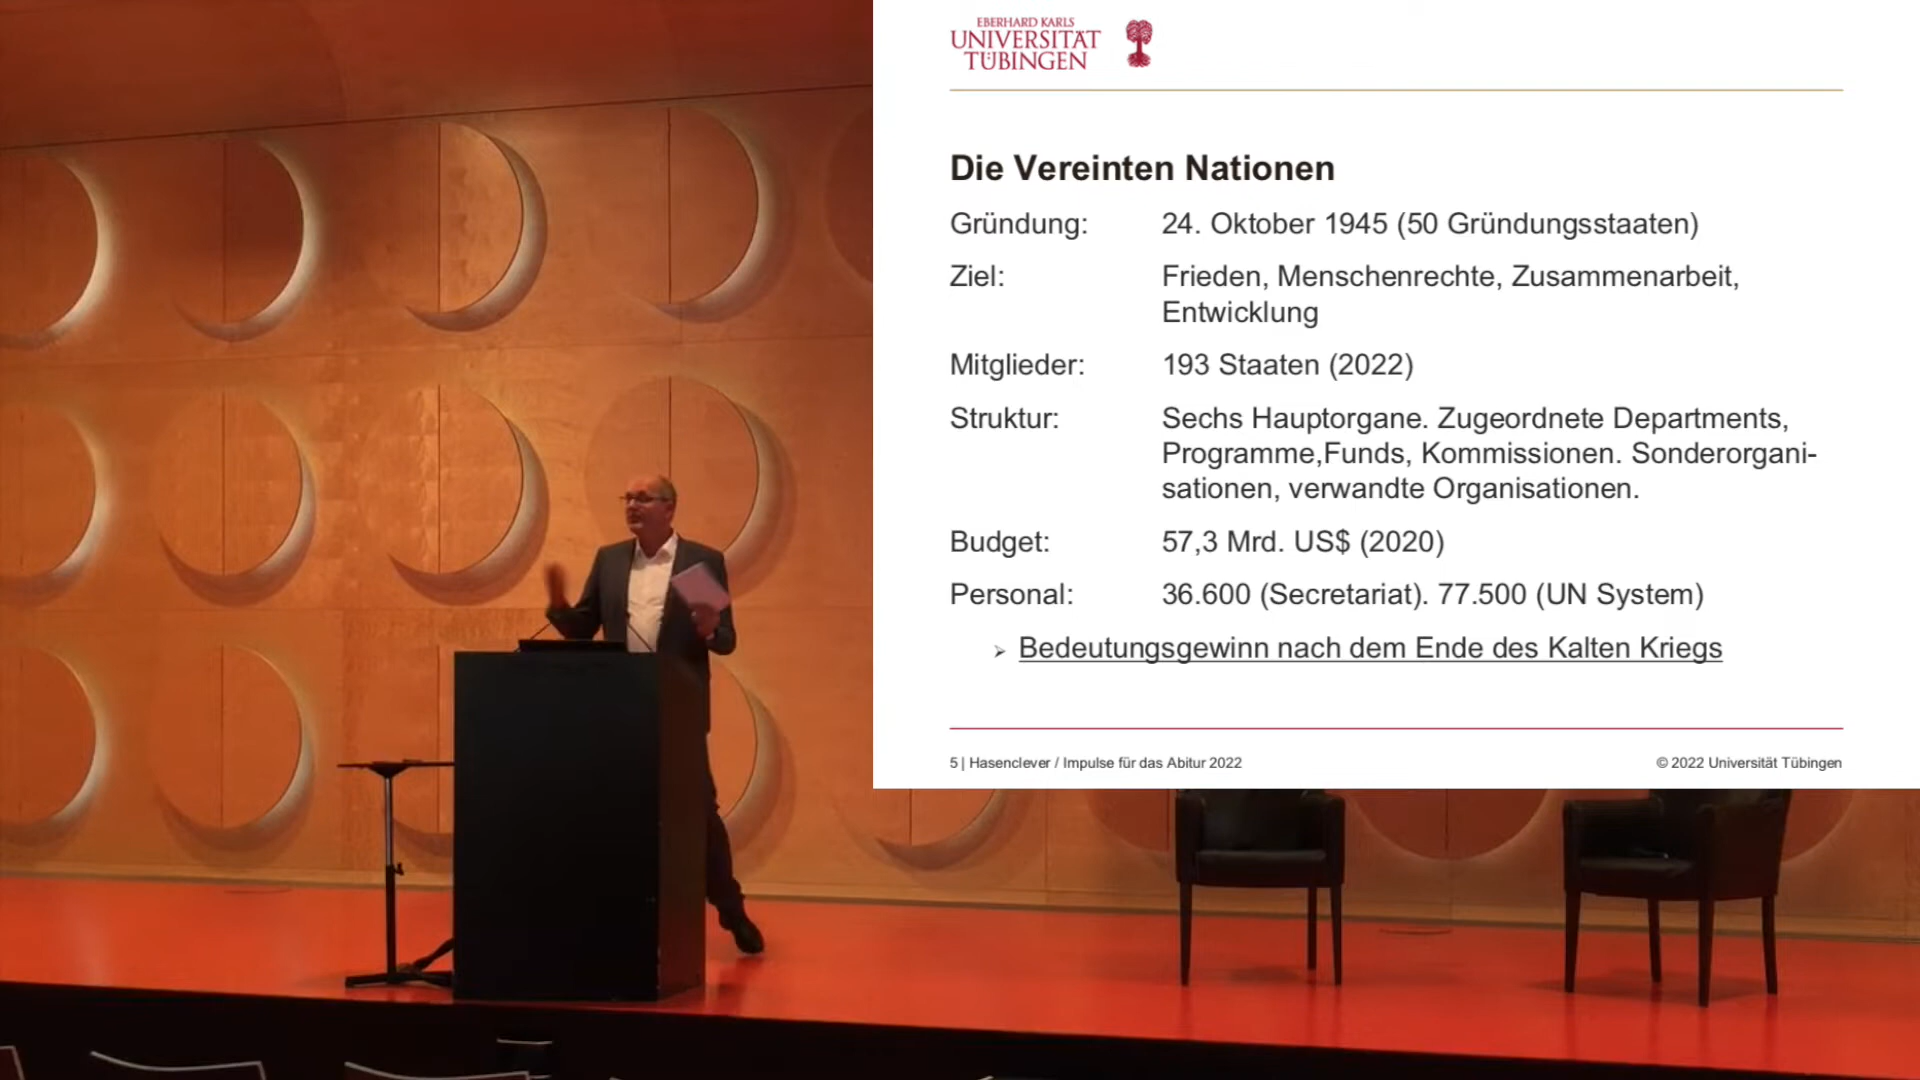 EBERHARD KARLS
UNIVERSITÄT
TÜBINGEN
Die Vereinten Nationen
Gründung: 24. Oktober 1945 (50 Gründungsstaaten)
Ziel: Frieden, Menschenrechte, Zusammenarbeit,
Entwicklung
Mitglieder: 193 Staaten (2022)
Struktur: Sechs Hauptorgane. Zugeordnete Departments,
Programme,Funds, Kommissionen. Sonderorgani-
sationen, verwandte Organisationen.
Budget: 57,3 Mrd. US$ (2020)
Personal: 36.600 (Secretariat). 77.500 (UN System)
➢ Bedeutungsgewinn nach dem Ende des Kalten Kriegs
5 | Hasenclever / Impulse für das Abitur 2022 © 2022 Universität Tübingen